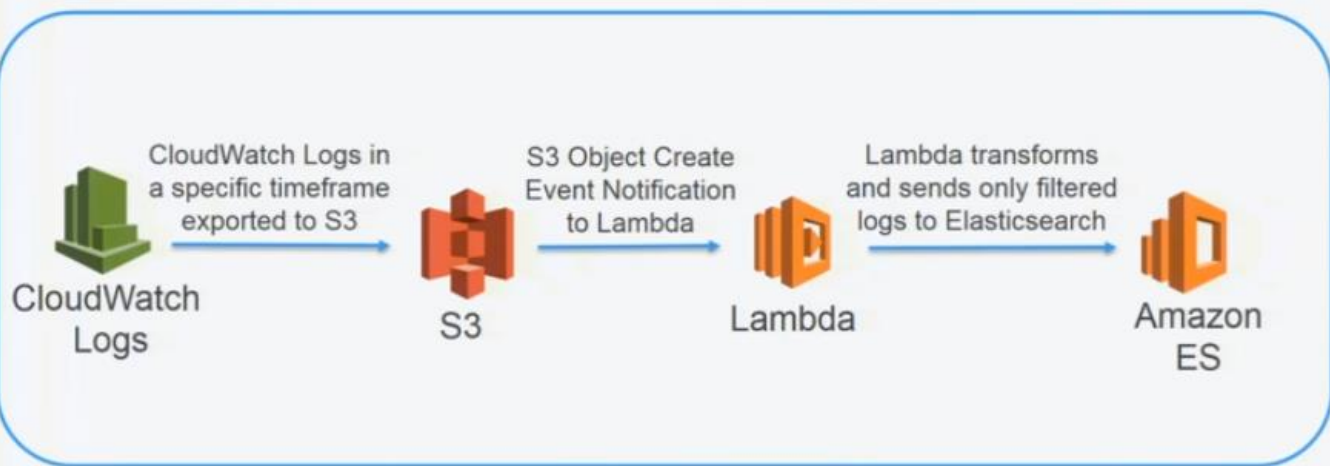 CloudWatch Logs in
a specific timeframe
exported to S3
S3 Object Create
Event Notification
to Lambda
Lambda transforms
and sends only filtered
logs to Elasticsearch
CloudWatch
Logs
S3
Lambda
Amazon
ES